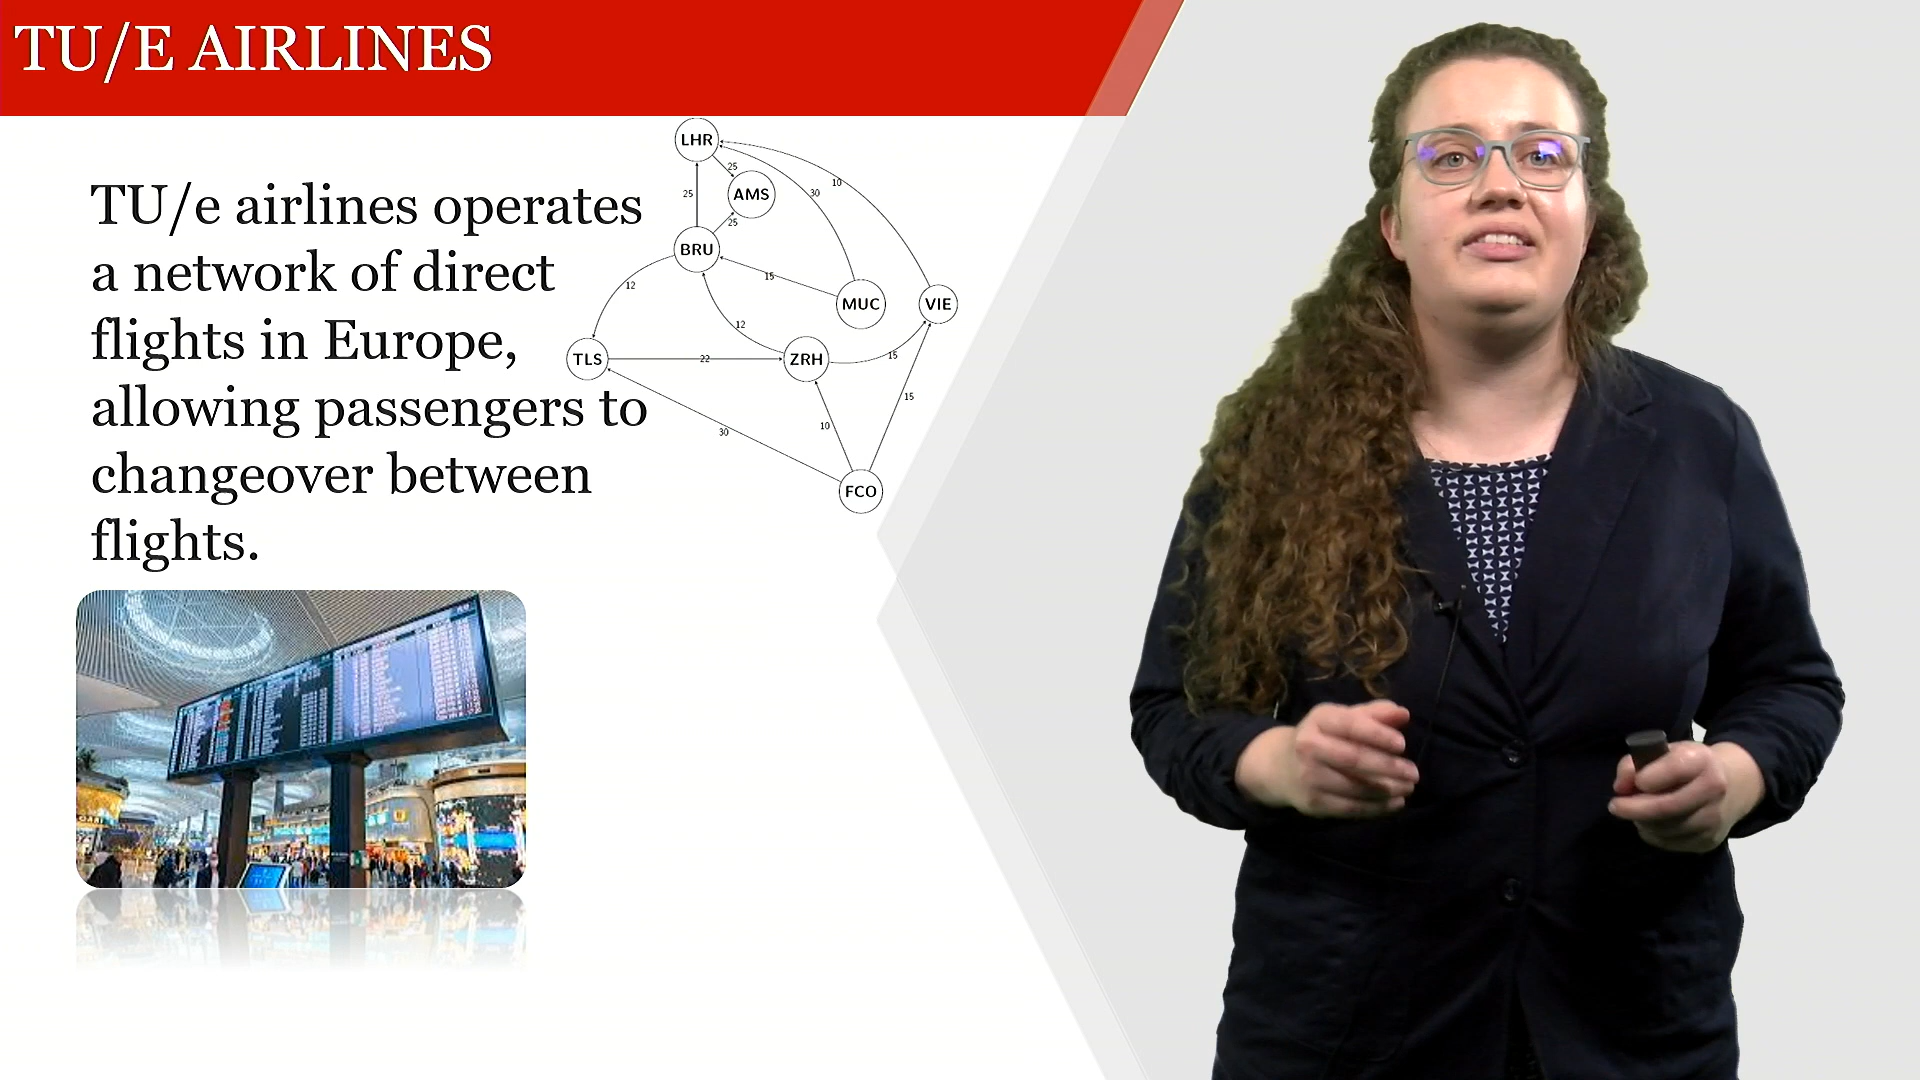 TU/E AIRLINES
TU/e airlines operates
a network of direct
flights in Europe,
allowing passengers to
changeover between
flights.
LHR
25
AMS
10
30
25
25
BRU
15
12
MUC
VIE
12
TLS
22
ZRH
15
15
10
30
FCO